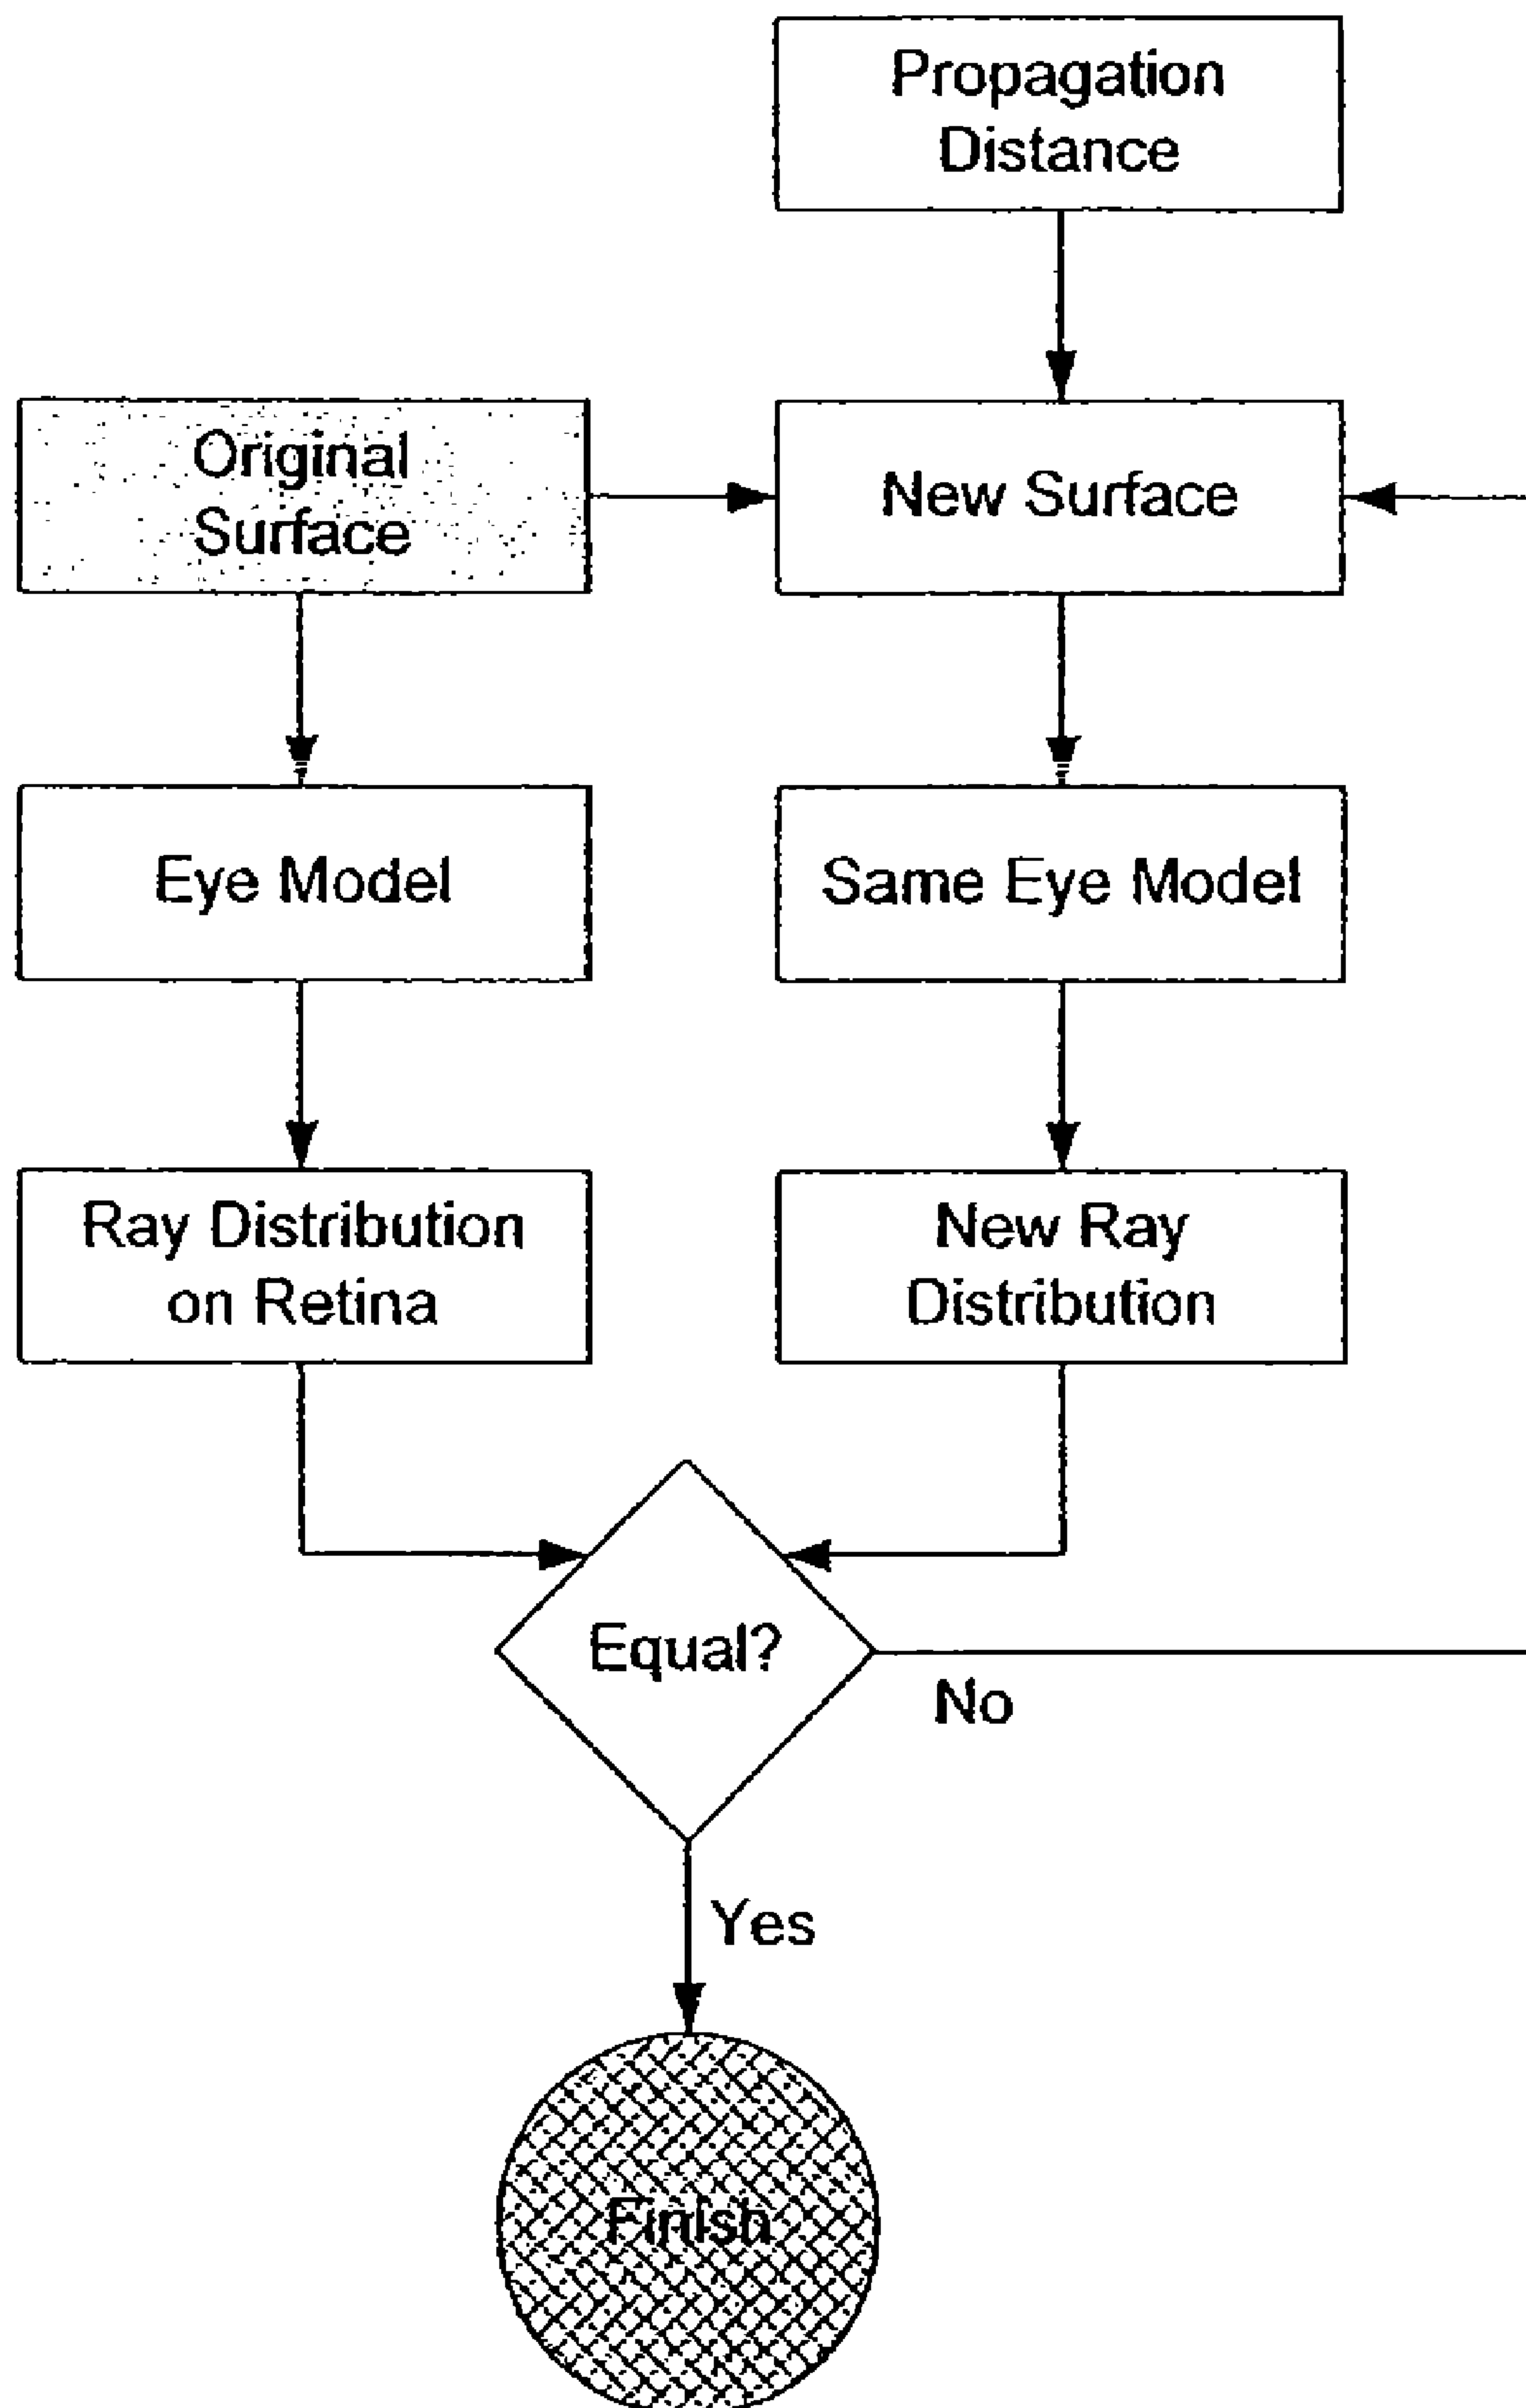 Propagation
Distance
Original
Surface
New Surface
Eye Model
Same Eye Model
Ray Distribution
on Retina
New Ray
Distribution
Equal?
No
Yes
Finish